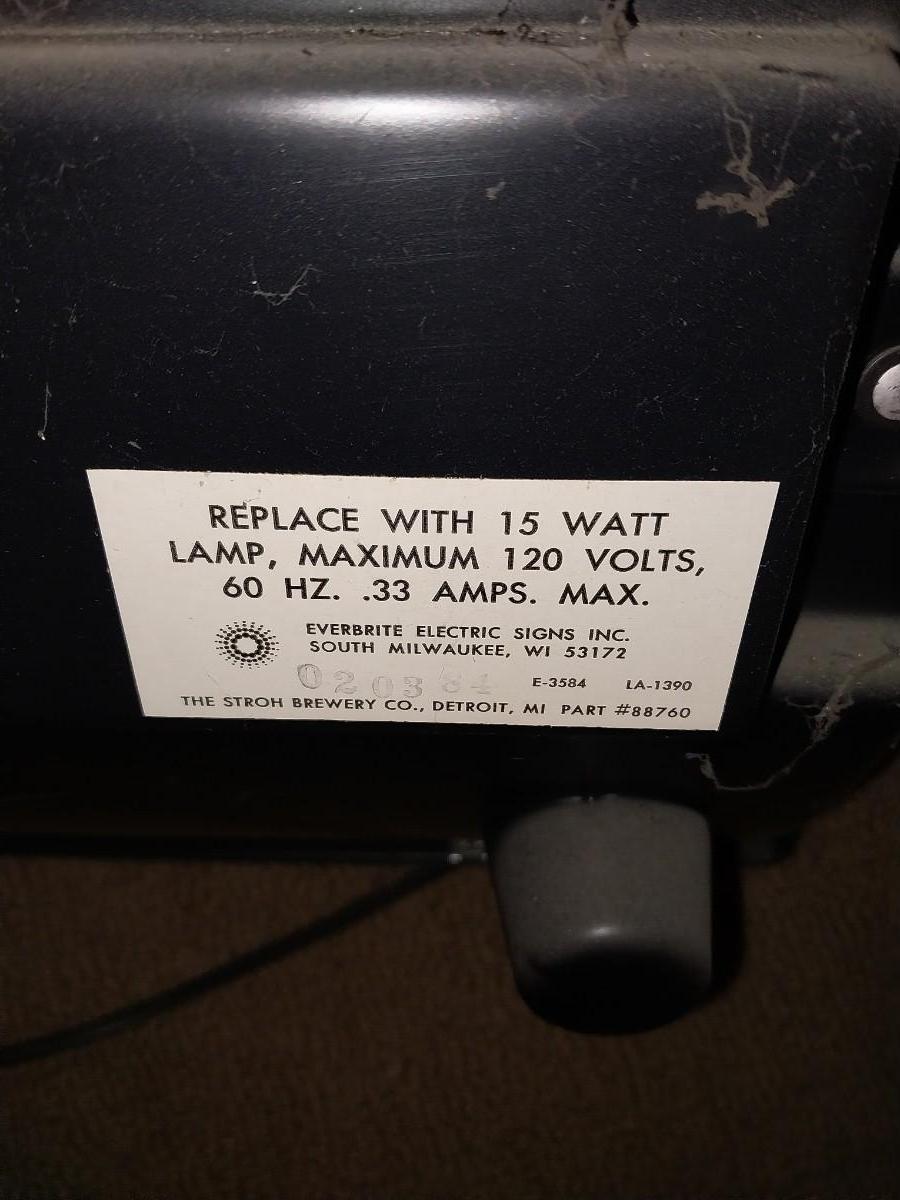 REPLACE WITH 15 WATT
LAMP, MAXIMUM 120 VOLTS,
60 HZ. .33 AMPS. MAX.
EVERBRITE ELECTRIC SIGNS INC.
SOUTH MILWAUKEE, WI 53172
020384 E-3584 LA-1390
THE STROH BREWERY CO., DETROIT, MI PART #88760